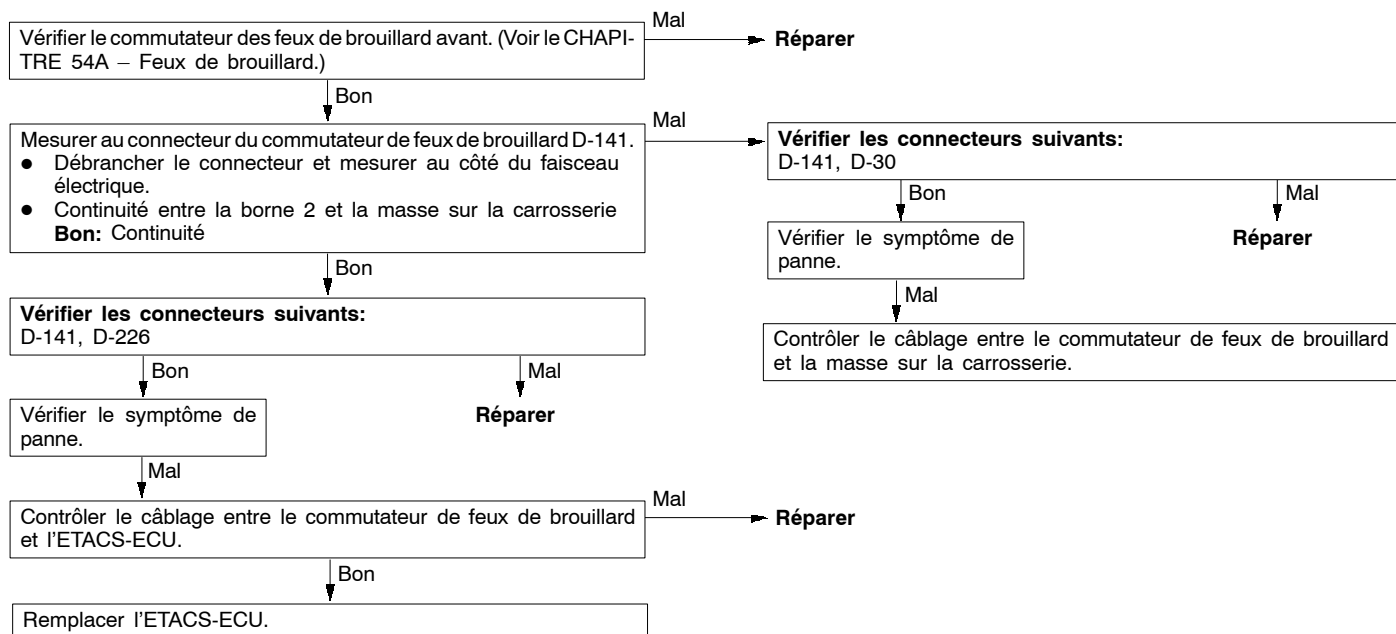 Vérifier le commutateur des feux de brouillard avant. (Voir le CHAPI-
TRE 54A – Feux de brouillard.)
Mal
Réparer
Bon
Mesurer au connecteur du commutateur de feux de brouillard D-141.
● Débrancher le connecteur et mesurer au côté du faisceau
électrique.
● Continuité entre la borne 2 et la masse sur la carrosserie
Bon: Continuité
Mal
Vérifier les connecteurs suivants:
D-141, D-30
Bon
Mal
Vérifier le symptôme de
panne.
Réparer
Mal
Contrôler le câblage entre le commutateur de feux de brouillard
et la masse sur la carrosserie.
Bon
Vérifier les connecteurs suivants:
D-141, D-226
Bon
Mal
Vérifier le symptôme de
panne.
Réparer
Mal
Contrôler le câblage entre le commutateur de feux de brouillard
et l'ETACS-ECU.
Mal
Réparer
Bon
Remplacer l'ETACS-ECU.